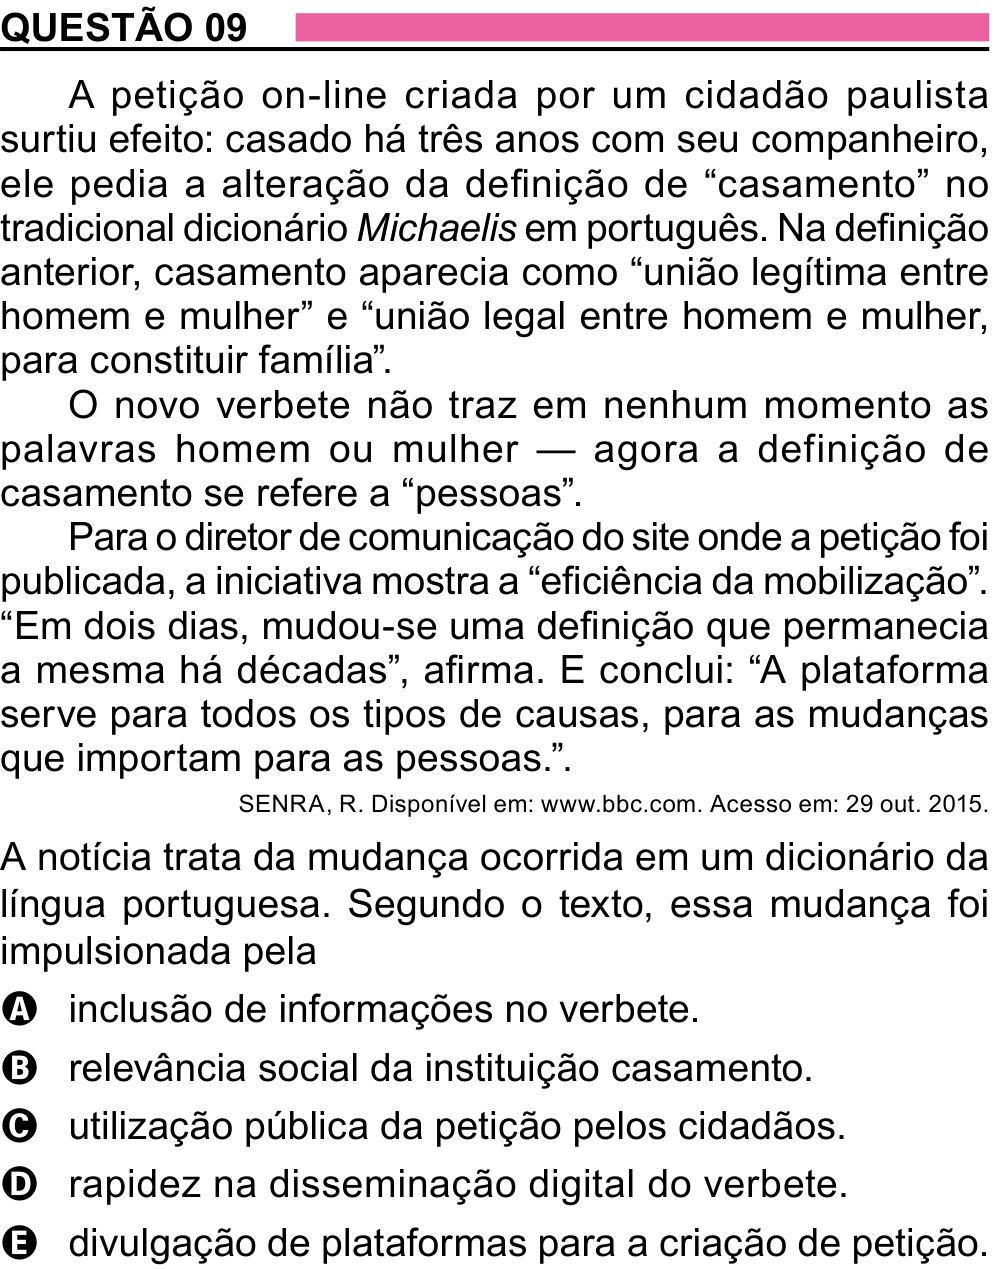 QUESTÃO 09
A petição on-line criada por um cidadão paulista
surtiu efeito: casado há três anos com seu companheiro,
ele pedia a alteração da definição de “casamento” no
tradicional dicionário Michaelis em português. Na definição
anterior, casamento aparecia como “união legítima entre
homem e mulher” e “união legal entre homem e mulher,
para constituir família”.
O novo verbete não traz em nenhum momento as
palavras homem ou mulher — agora a definição de
casamento se refere a “pessoas”.
Para o diretor de comunicação do site onde a petição foi
publicada, a iniciativa mostra a “eficiência da mobilização”.
“Em dois dias, mudou-se uma definição que permanecia
a mesma há décadas”, afirma. E conclui: “A plataforma
serve para todos os tipos de causas, para as mudanças
que importam para as pessoas.”.
SENRA, R. Disponível em: www.bbc.com. Acesso em: 29 out. 2015.
A notícia trata da mudança ocorrida em um dicionário da
língua portuguesa. Segundo o texto, essa mudança foi
impulsionada pela
A inclusão de informações no verbete.
B relevância social da instituição casamento.
C utilização pública da petição pelos cidadãos.
D rapidez na disseminação digital do verbete.
E divulgação de plataformas para a criação de petição.